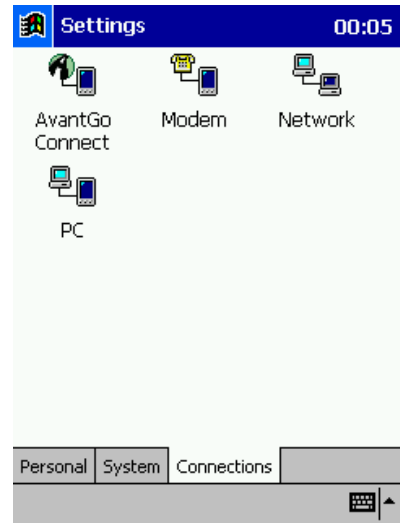 Settings 00:05
AvantGo Connect
Modem
Network
PC
Personal System Connections